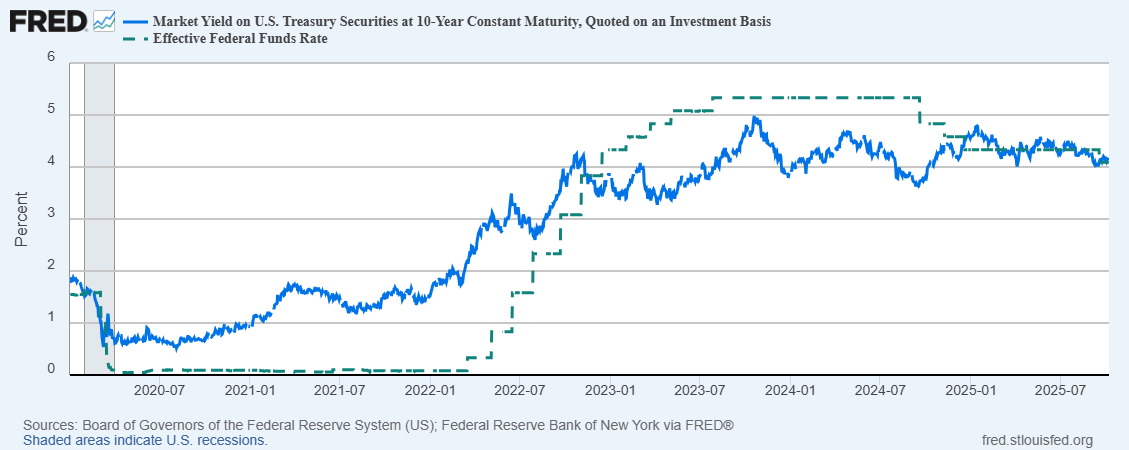 FRED
Market Yield on U.S. Treasury Securities at 10-Year Constant Maturity, Quoted on an Investment Basis
Effective Federal Funds Rate
6
5
4
3
2
1
0
Percent
2020-07 2021-01 2021-07 2022-01 2022-07 2023-01 2023-07 2024-01 2024-07 2025-01 2025-07
Sources: Board of Governors of the Federal Reserve System (US); Federal Reserve Bank of New York via FRED®
Shaded areas indicate U.S. recessions.
fred.stlouisfed.org